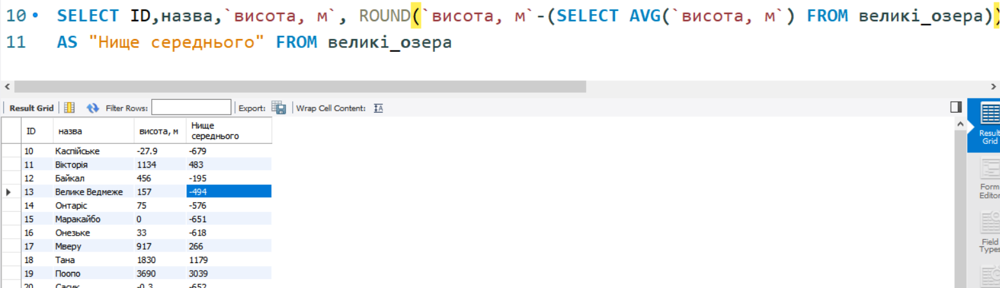 10 SELECT ID,назва,`висота, м`, ROUND(`висота, м`-(SELECT AVG(`висота, м`) FROM великі_озера))
11 AS "Нище середнього" FROM великі_озера
Result Grid Filter Rows: Export: Wrap Cell Content:
ID назва висота, м Нище середнього
10 Каспійське -27.9 -679
11 Вікторія 1134 483
12 Байкал 456 -195
13 Велике Ведмеже 157 -494
14 Онтаріс 75 -576
15 Маракайбо 0 -651
16 Онезьке 33 -618
17 Мверу 917 266
18 Тана 1830 1179
19 Поопо 3690 3039
20 Сасик -0.3 -652
Result
Grid
Form
Editor
Field
Types